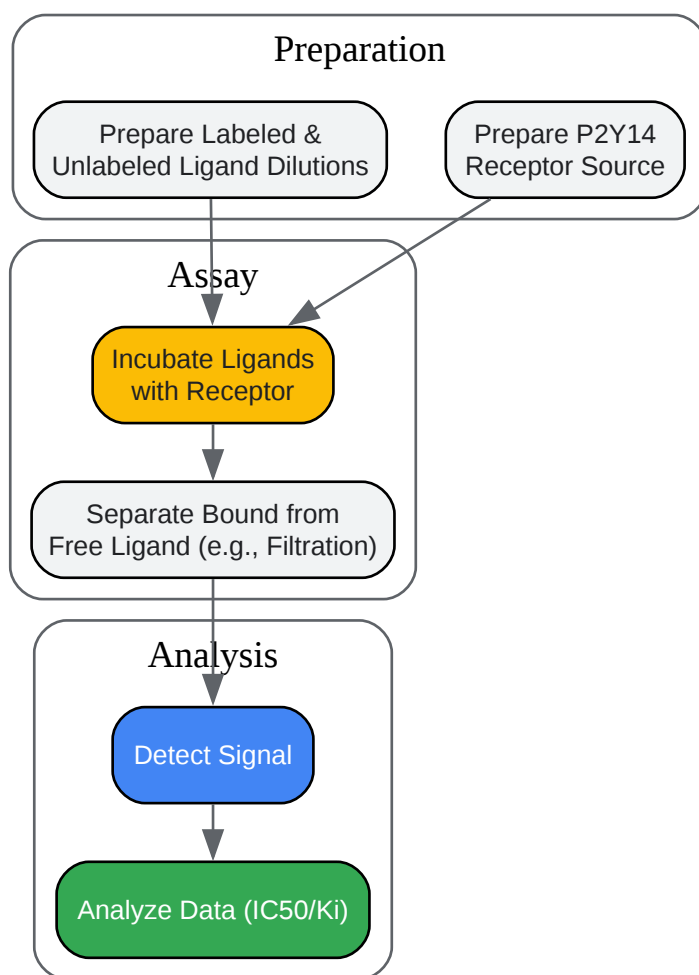 Preparation
Prepare Labeled &
Unlabeled Ligand Dilutions
Prepare P2Y14
Receptor Source
Assay
Incubate Ligands
with Receptor
Separate Bound from
Free Ligand (e.g., Filtration)
Analysis
Detect Signal
Analyze Data (IC50/Ki)